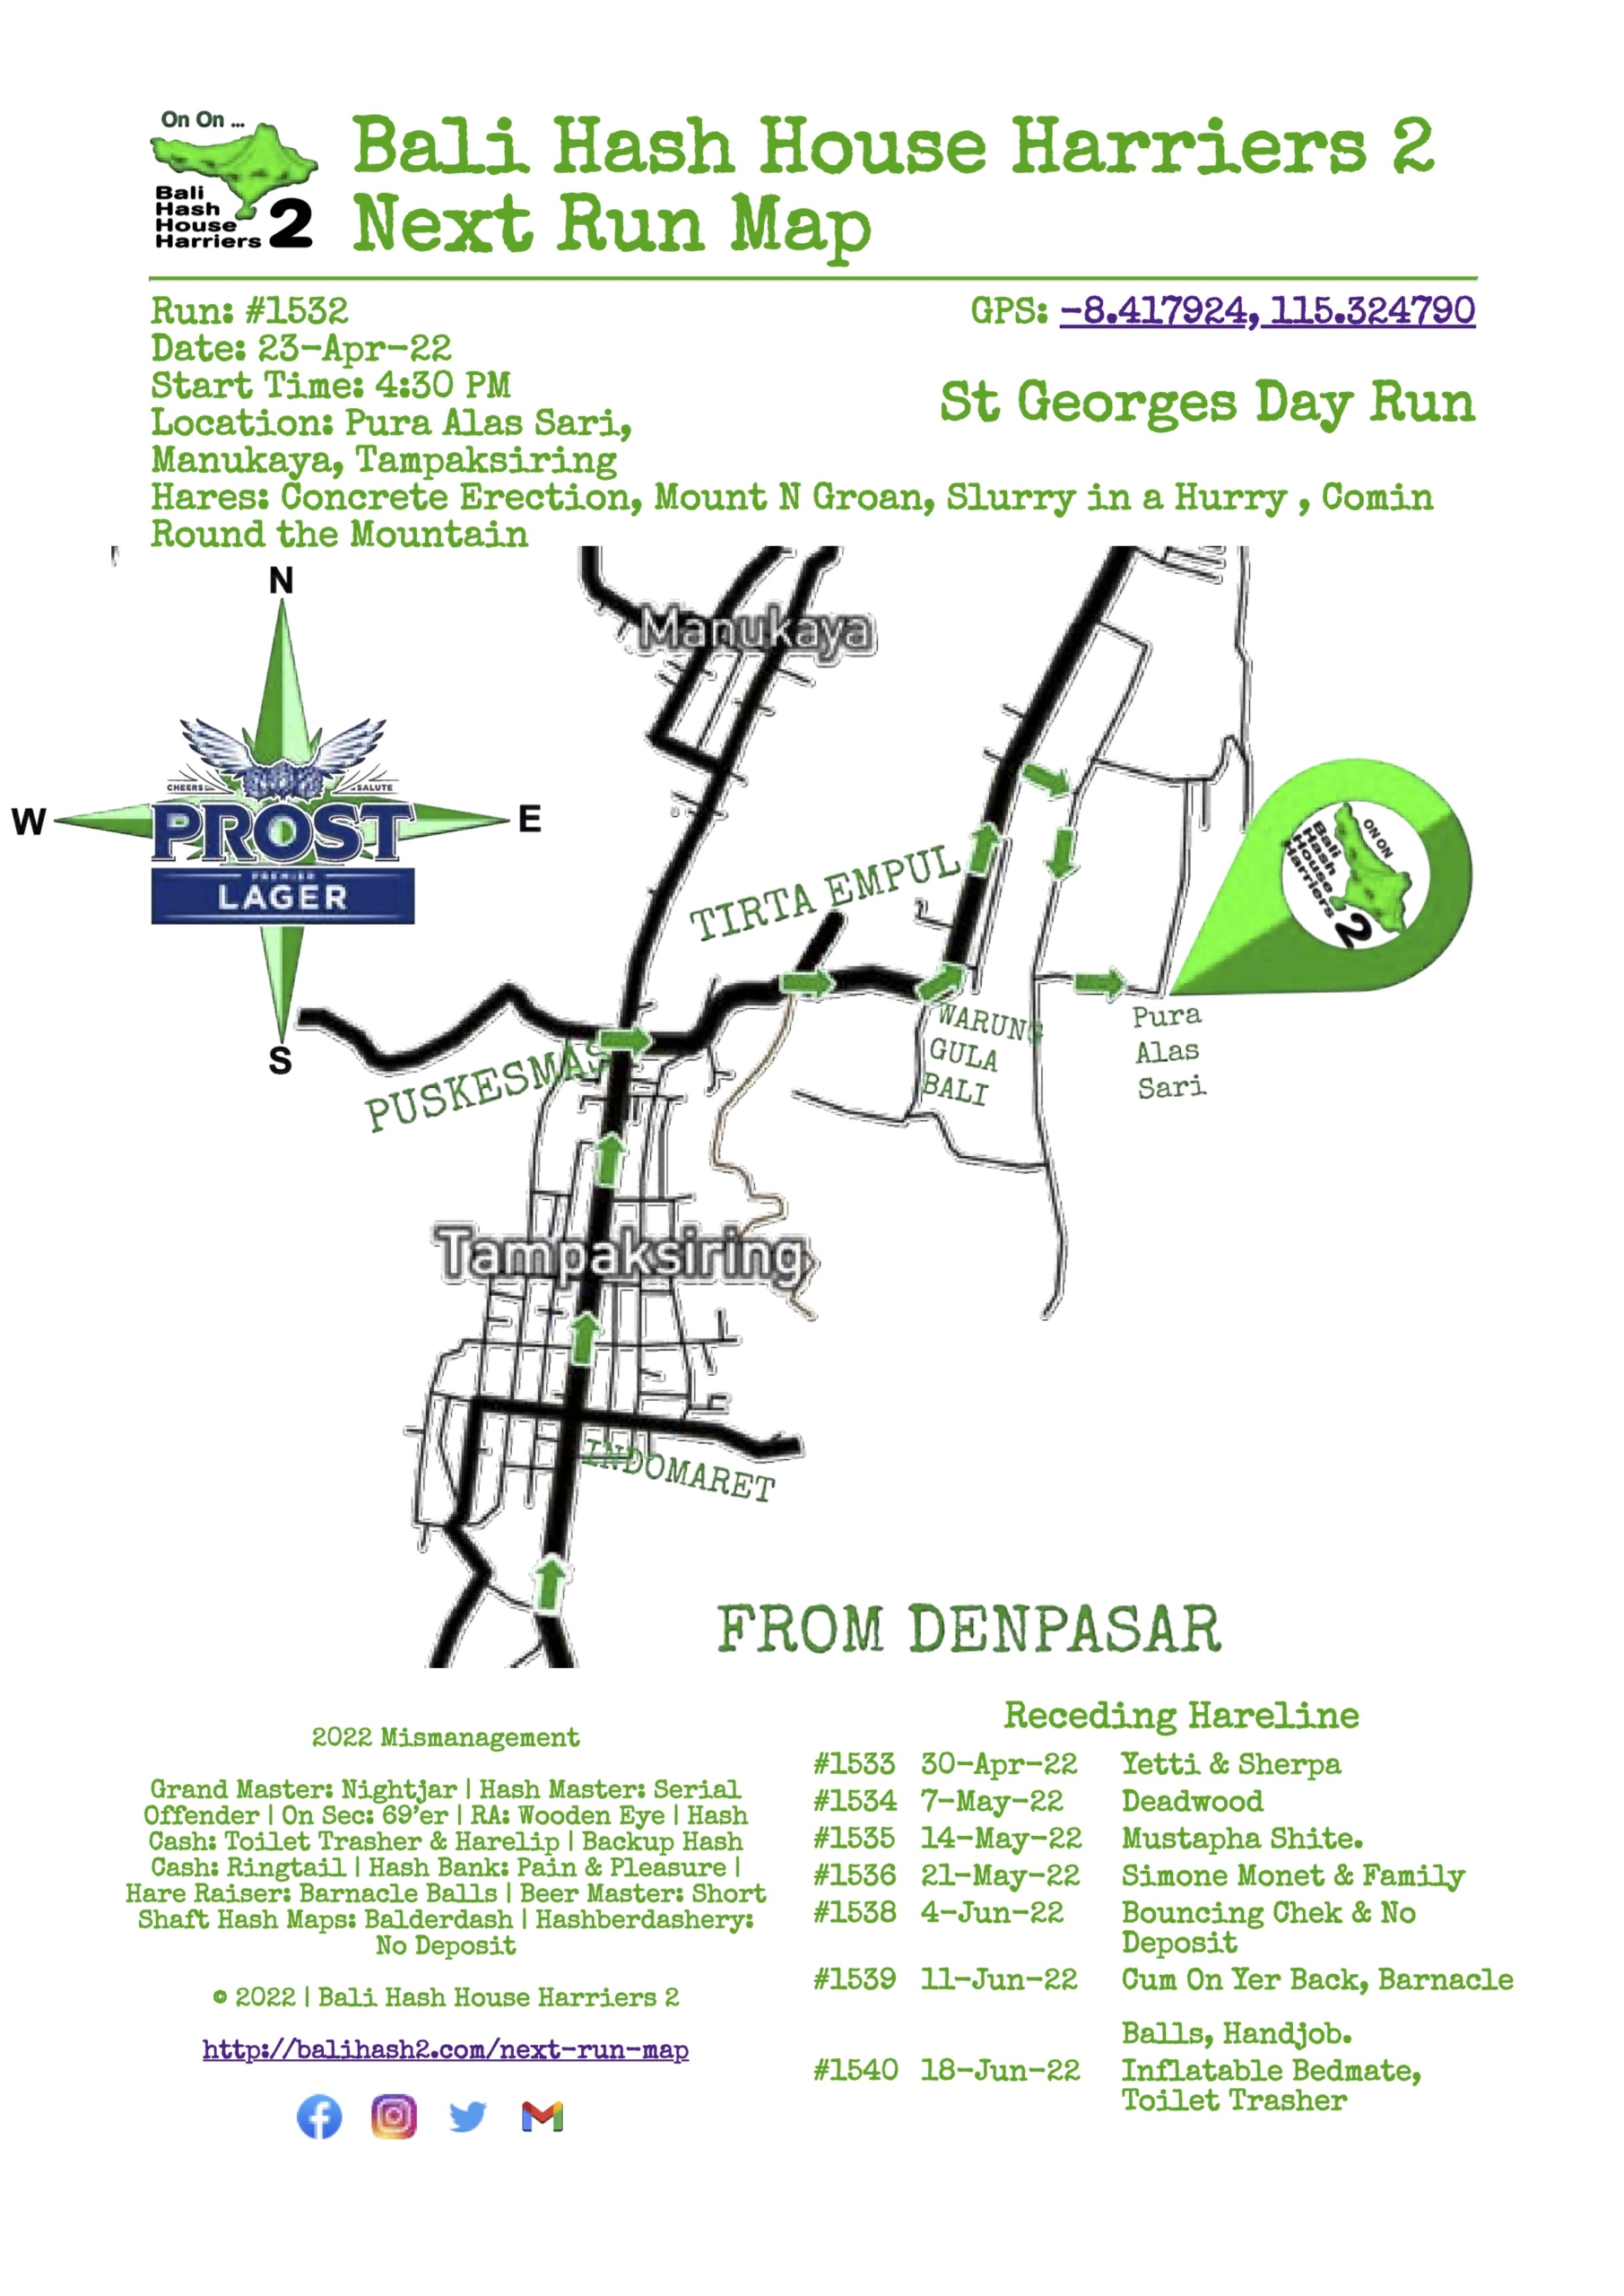 On On ...
Bali
Hash
House
Harriers 2
Bali Hash House Harriers 2
Next Run Map
Run: #1532
Date: 23-Apr-22
Start Time: 4:30 PM
Location: Pura Alas Sari,
Manukaya, Tampaksiring
Hares: Concrete Erection, Mount N Groan, Slurry in a Hurry , Comin
Round the Mountain
GPS: -8.417924, 115.324790
St Georges Day Run
N
W
E
S
CHEERS
SALUTE
PROST
PREMIER
LAGER
Manukaya
TIRTA EMPUL
ON ON
Bali
Hash
House
Harriers
2
PUSKESMAS
WARUNG
GULA
BALI
Pura
Alas
Sari
Tampaksiring
INDOMARET
FROM DENPASAR
2022 Mismanagement
Grand Master: Nightjar | Hash Master: Serial
Offender | On Sec: 69'er | RA: Wooden Eye | Hash
Cash: Toilet Trasher & Harelip | Backup Hash
Cash: Ringtail | Hash Bank: Pain & Pleasure |
Hare Raiser: Barnacle Balls | Beer Master: Short
Shaft Hash Maps: Balderdash | Hashberdashery:
No Deposit
© 2022 | Bali Hash House Harriers 2
http://balihash2.com/next-run-map
Receding Hareline
#1533 30-Apr-22 Yetti & Sherpa
#1534 7-May-22 Deadwood
#1535 14-May-22 Mustapha Shite.
#1536 21-May-22 Simone Monet & Family
#1538 4-Jun-22 Bouncing Chek & No
Deposit
#1539 11-Jun-22 Cum On Yer Back, Barnacle
Balls, Handjob.
#1540 18-Jun-22 Inflatable Bedmate,
Toilet Trasher